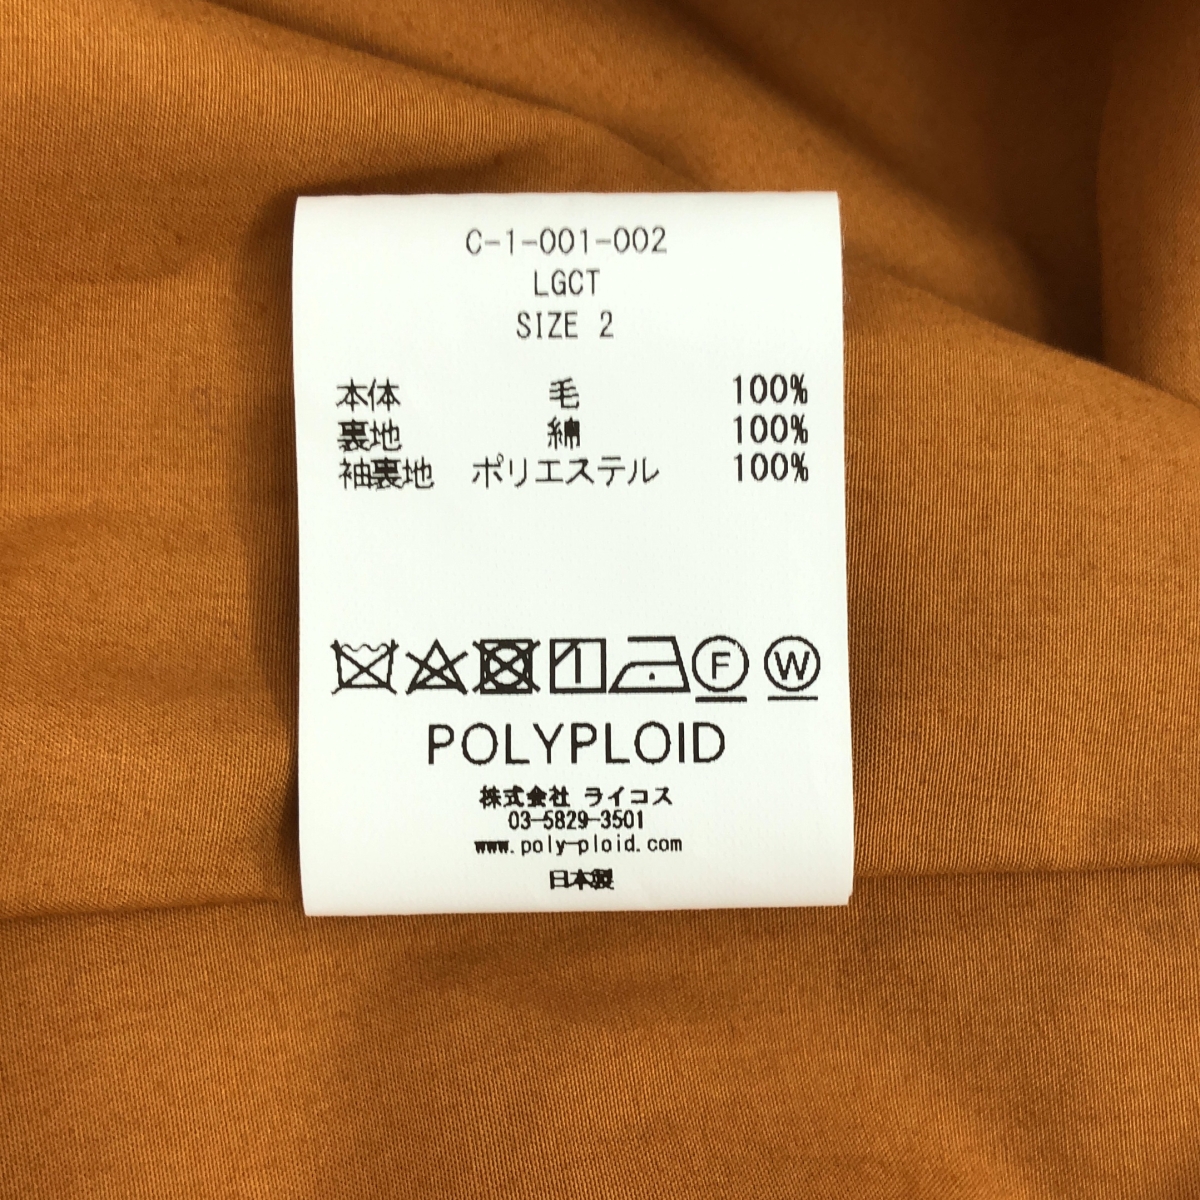 C-1-001-002
LGCT
SIZE 2
本体 毛 100%
裏地 綿 100%
袖裏地 ポリエステル 100%
F W
POLYPLOID
株式会社 ライコス
03-5829-3501
www.poly-ploid.com
日本製